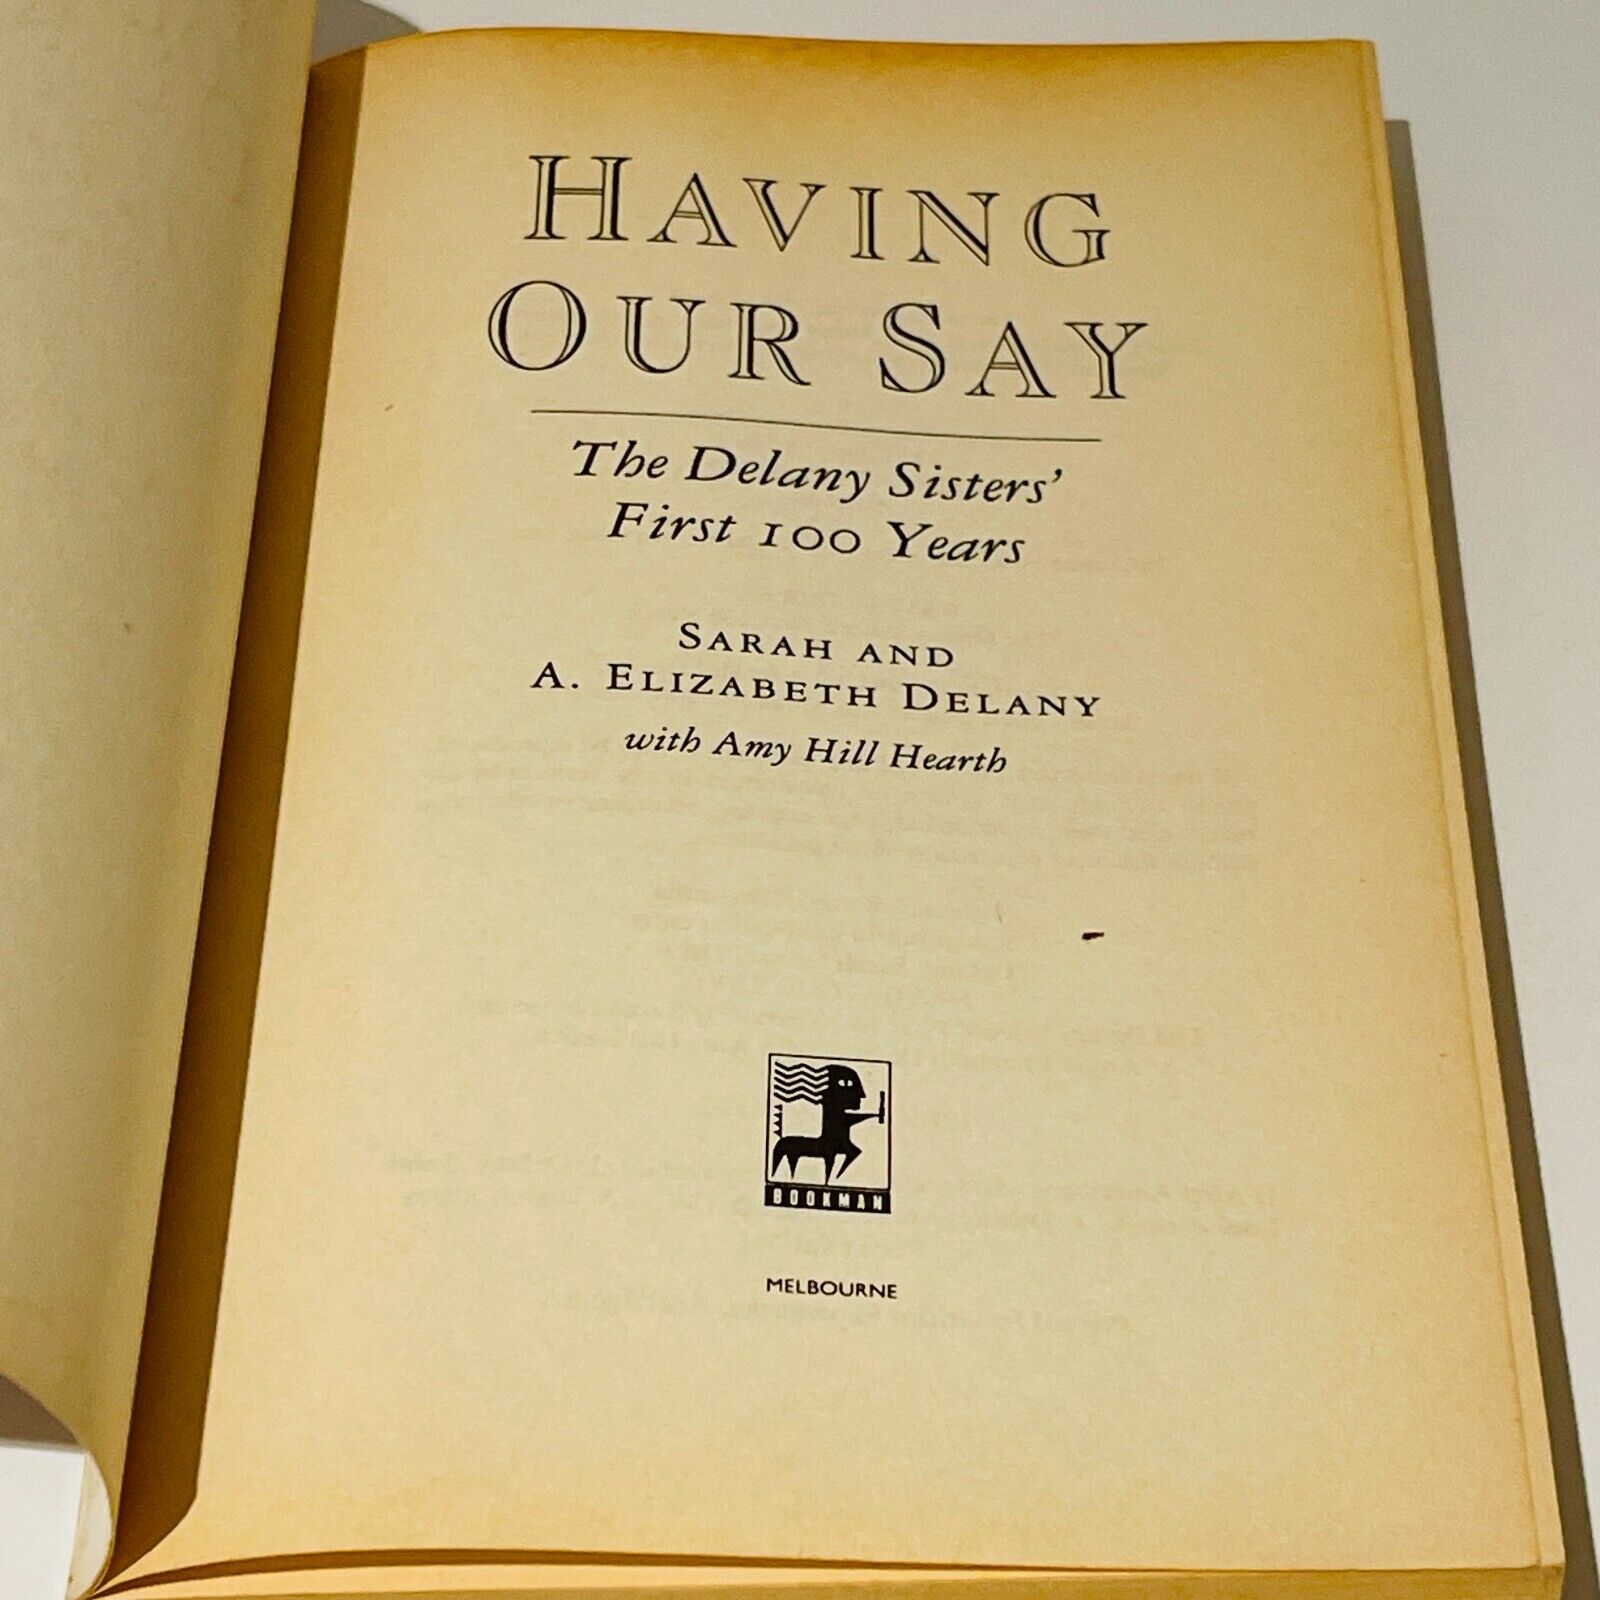 HAVING
OUR SAY
The Delany Sisters'
First 100 Years
SARAH AND
A. ELIZABETH DELANY
with Amy Hill Hearth
BOOKMAN
MELBOURNE